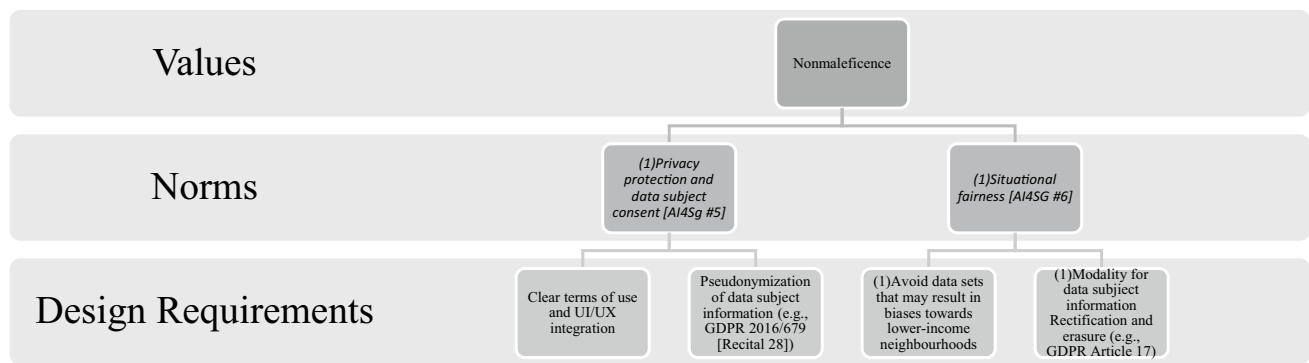 Values
Nonmaleficence
Norms
(1)Privacy
protection and
data subject
consent [AI4Sg #5]
(1)Situational
fairness [AI4SG #6]
Design Requirements
Clear terms of use
and UI/UX
integration
Pseudonymization
of data subject
information (e.g.,
GDPR 2016/679
[Recital 28])
(1)Avoid data sets
that may result in
biases towards
lower-income
neighbourhoods
(1)Modality for
data subject
information
Rectification and
erasure (e.g.,
GDPR Article 17)